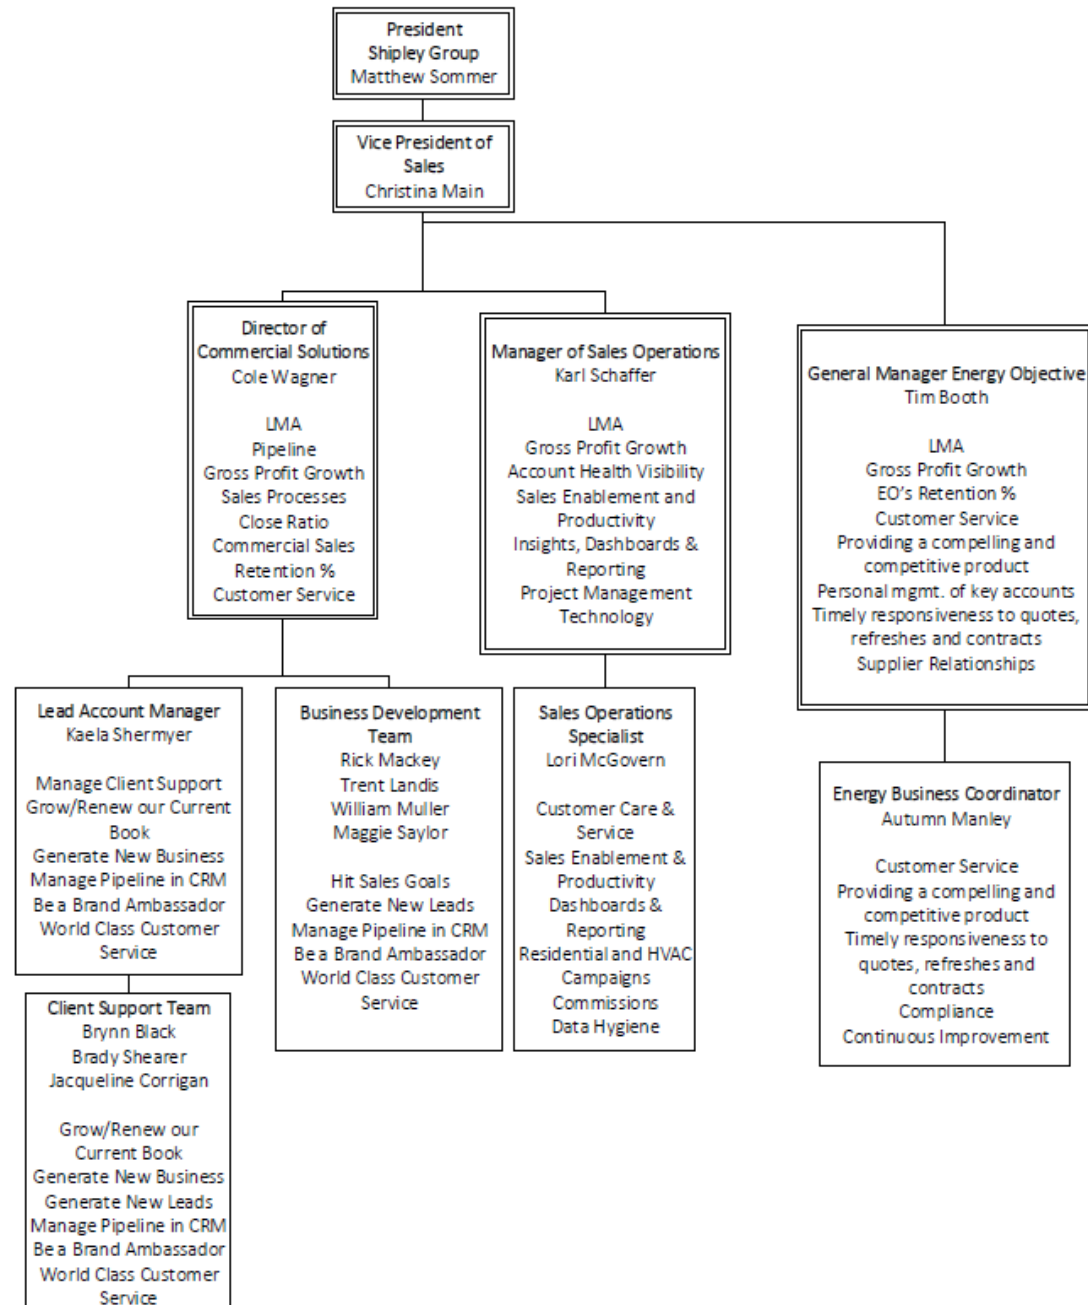 President
Shipley Group
Matthew Sommer
Vice President of
Sales
Christina Main
Director of
Commercial Solutions
Cole Wagner
LMA
Pipeline
Gross Profit Growth
Sales Processes
Close Ratio
Commercial Sales
Retention %
Customer Service
Manager of Sales Operations
Karl Schaffer
LMA
Gross Profit Growth
Account Health Visibility
Sales Enablement and
Productivity
Insights, Dashboards &
Reporting
Project Management
Technology
General Manager Energy Objective
Tim Booth
LMA
Gross Profit Growth
EO's Retention %
Customer Service
Providing a compelling and
competitive product
Personal mgmt. of key accounts
Timely responsiveness to quotes,
refreshes and contracts
Supplier Relationships
Lead Account Manager
Kaela Shermyer
Manage Client Support
Grow/Renew our Current
Book
Generate New Business
Manage Pipeline in CRM
Be a Brand Ambassador
World Class Customer
Service
Business Development
Team
Rick Mackey
Trent Landis
William Muller
Maggie Saylor
Hit Sales Goals
Generate New Leads
Manage Pipeline in CRM
Be a Brand Ambassador
World Class Customer
Service
Sales Operations
Specialist
Lori McGovern
Customer Care &
Service
Sales Enablement &
Productivity
Dashboards &
Reporting
Residential and HVAC
Campaigns
Commissions
Data Hygiene
Energy Business Coordinator
Autumn Manley
Customer Service
Providing a compelling and
competitive product
Timely responsiveness to
quotes, refreshes and
contracts
Compliance
Continuous Improvement
Client Support Team
Brynn Black
Brady Shearer
Jacqueline Corrigan
Grow/Renew our
Current Book
Generate New Business
Generate New Leads
Manage Pipeline in CRM
Be a Brand Ambassador
World Class Customer
Service